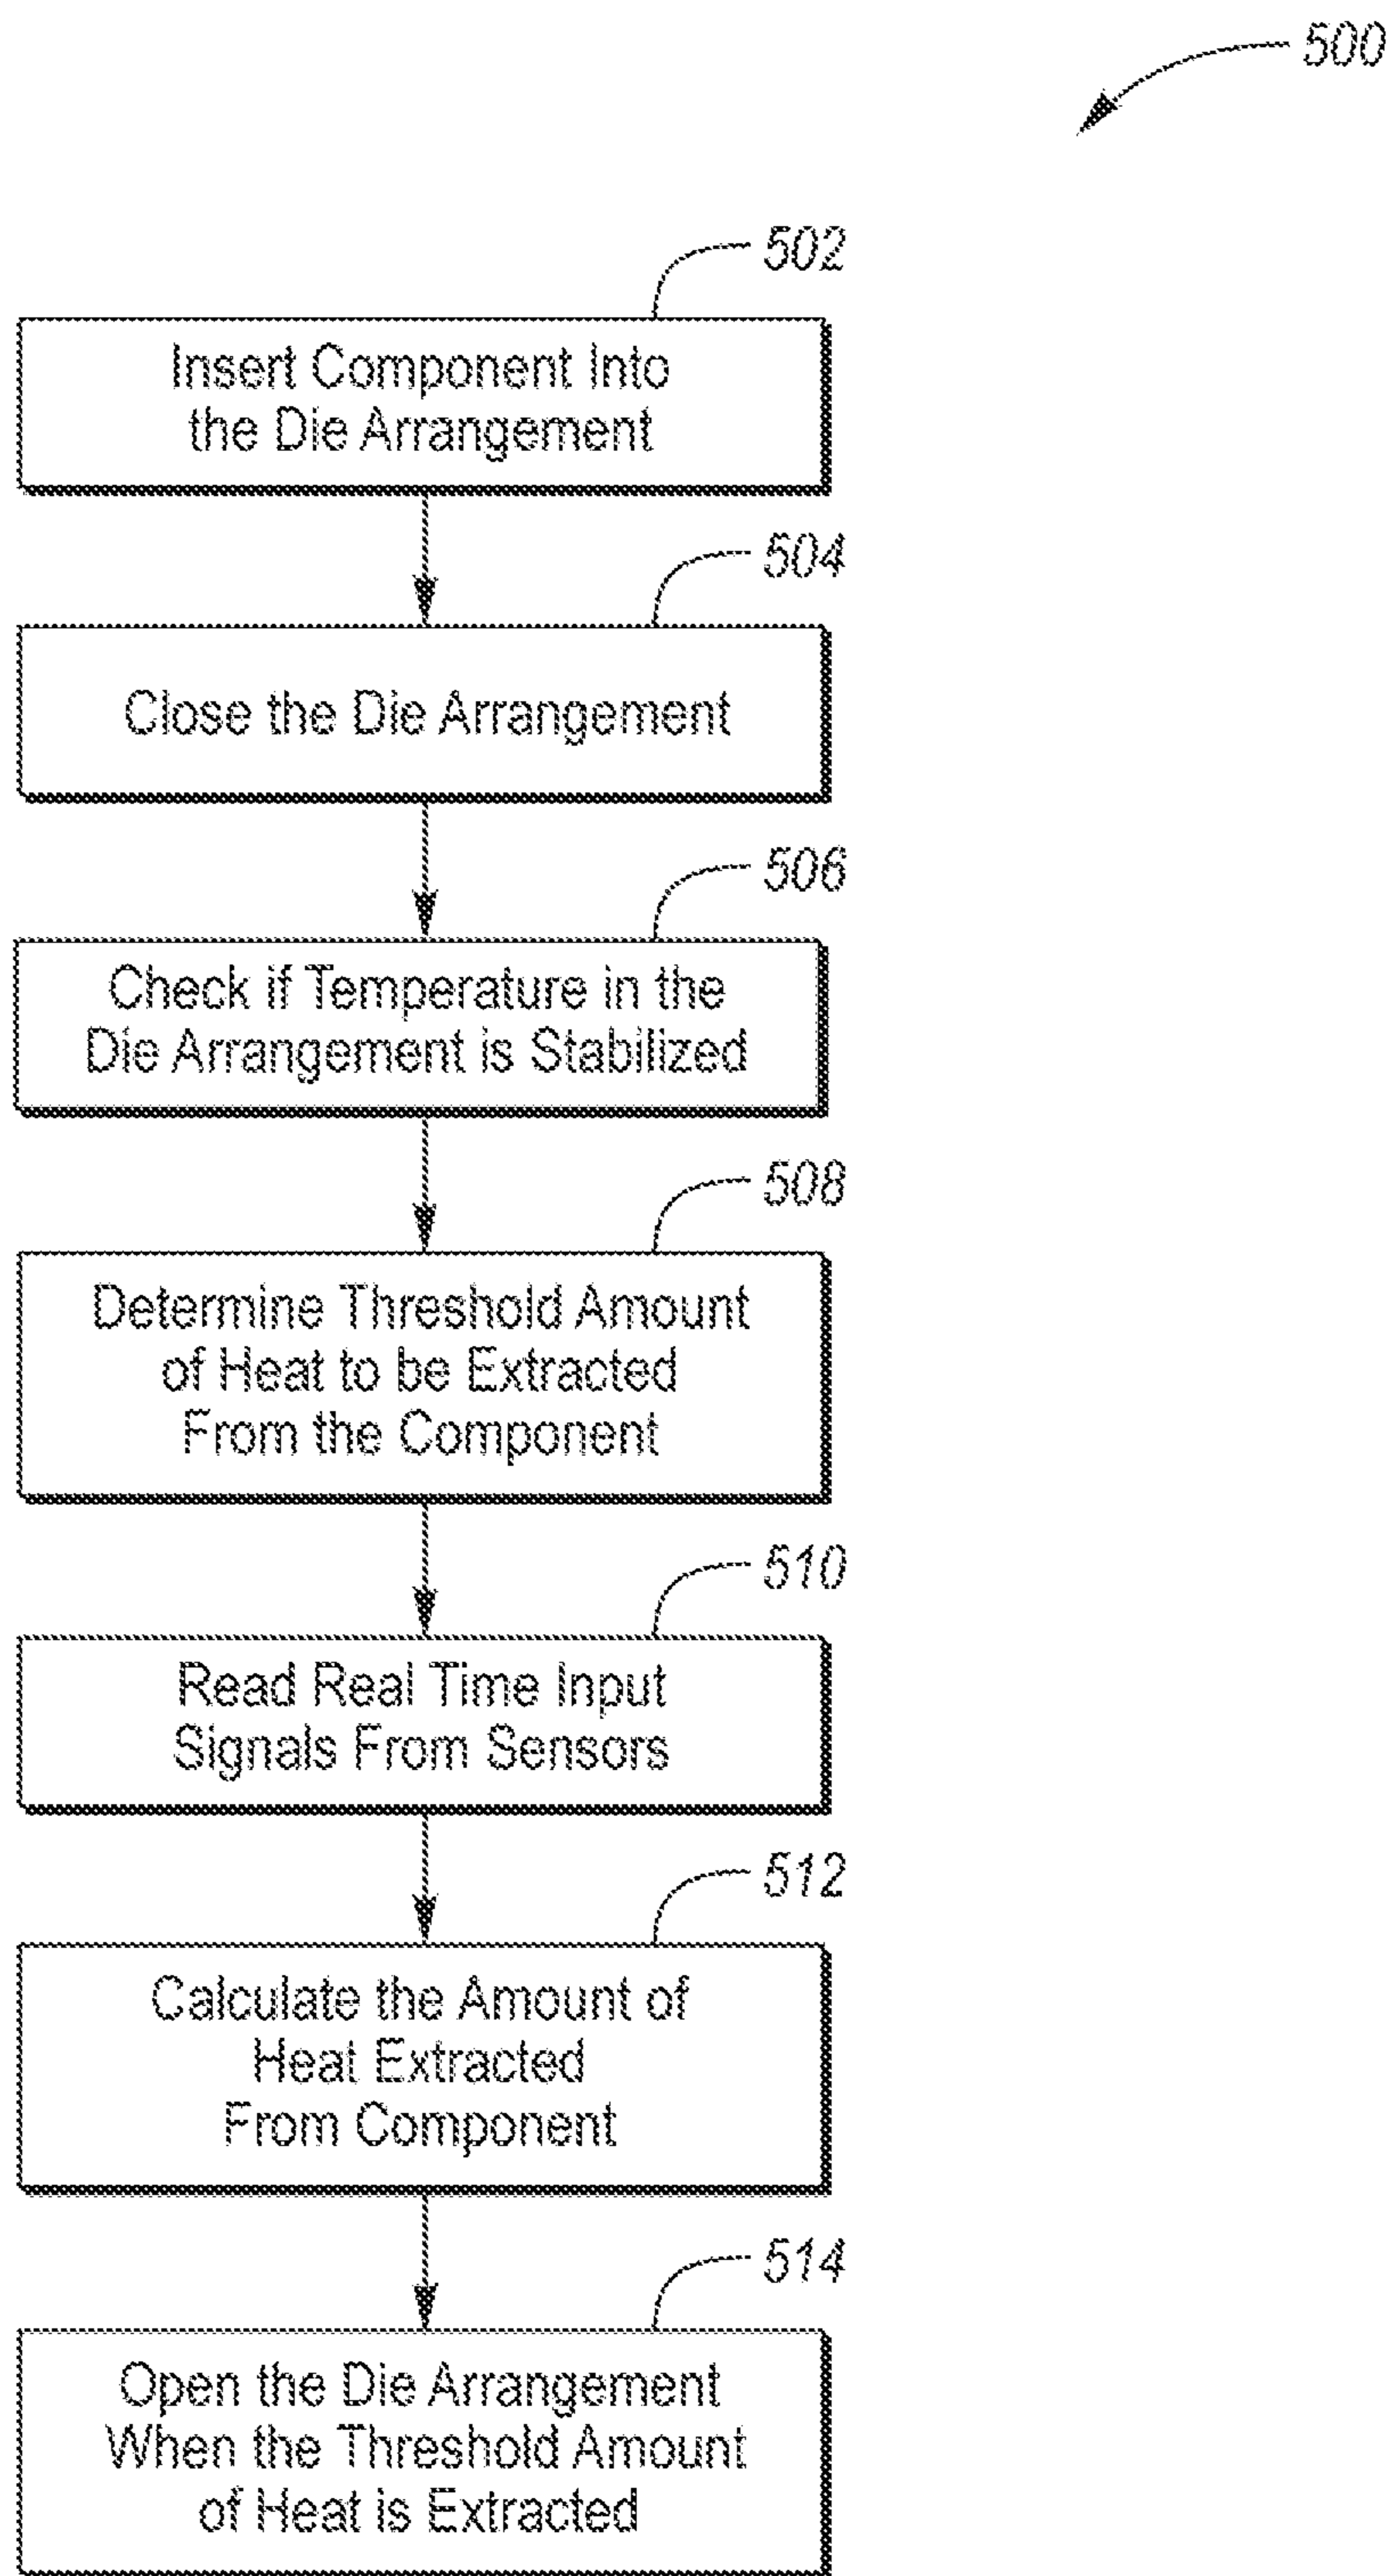 500
502
Insert Component Into
the Die Arrangement
504
Close the Die Arrangement
506
Check if Temperature in the
Die Arrangement is Stabilized
508
Determine Threshold Amount
of Heat to be Extracted
From the Component
510
Read Real Time Input
Signals From Sensors
512
Calculate the Amount of
Heat Extracted
From Component
514
Open the Die Arrangement
When the Threshold Amount
of Heat is Extracted